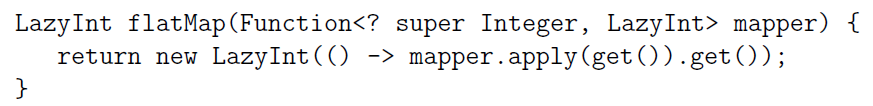 LazyInt flatMap(Function<? super Integer, LazyInt> mapper) {
   return new LazyInt(() -> mapper.apply(get()).get());
}